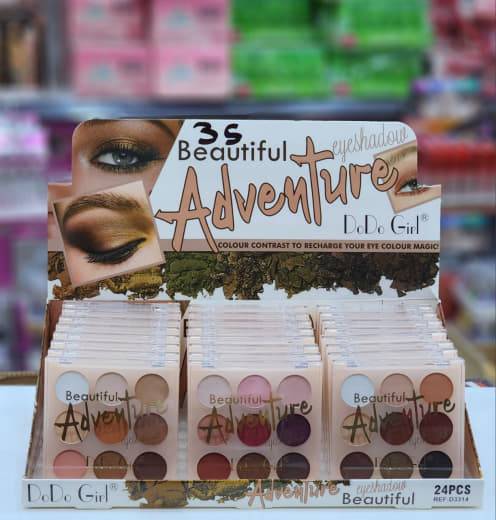 35
Beautiful
eyeshadow
Adventure
DoDo Girl®
COLOUR CONTRAST TO RECHARGE YOUR EYE COLOUR MAGIC!
Beautiful
Adventure
Beautiful
Adventure
Beautiful
Adventure
DoDo Girl®
Adventure
eyeshadow
Beautiful
24PCS
REF:D3314